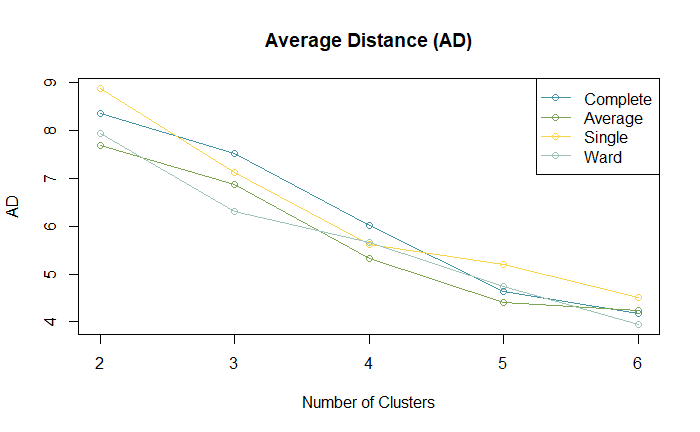 Average Distance (AD)
Complete
Average
Single
Ward
AD
9
8
7
6
5
4
2 3 4 5 6
Number of Clusters